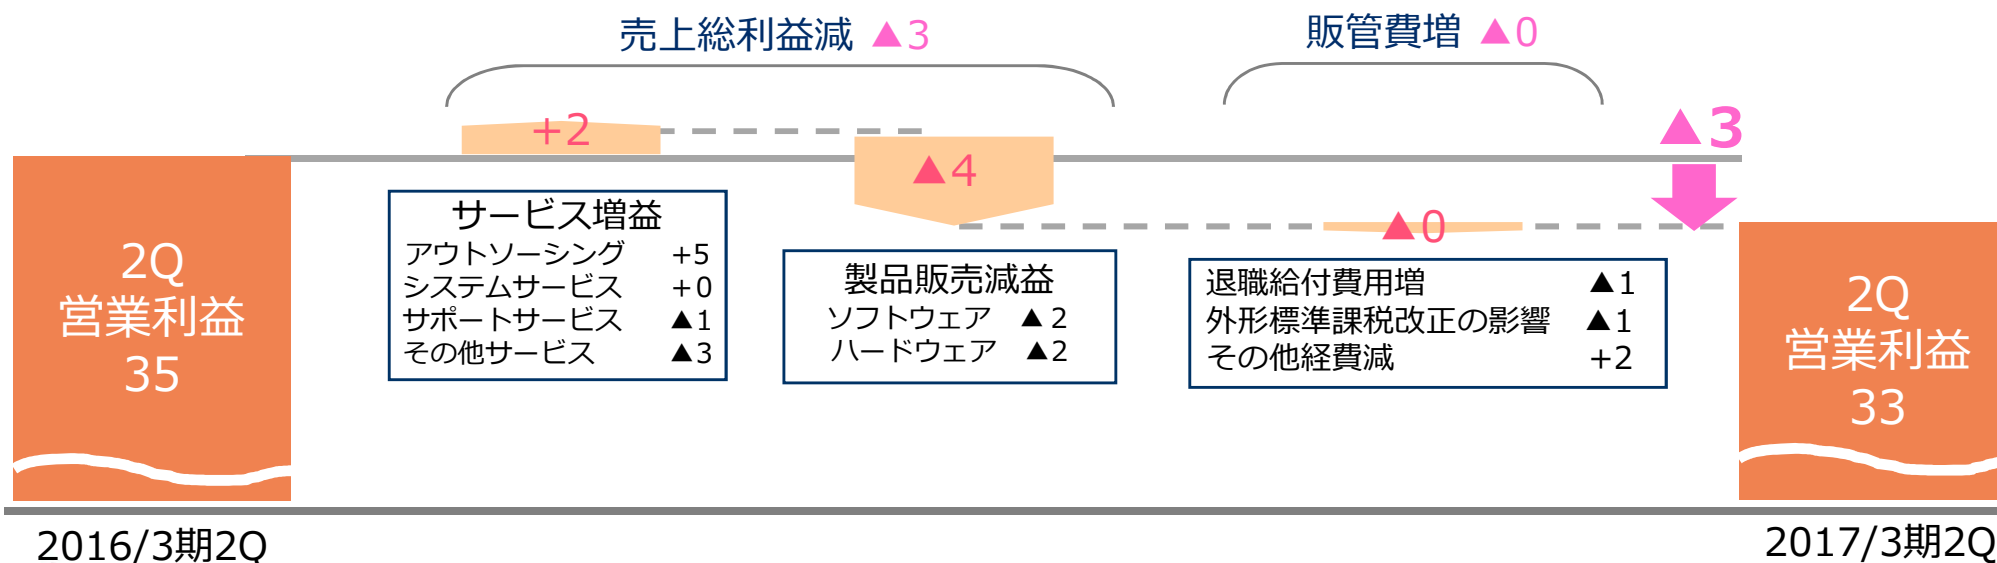 売上総利益減 ▲3
販管費増 ▲0
+2
▲4
▲0
▲3
2Q
営業利益
35
サービス増益
アウトソーシング +5
システムサービス +0
サポートサービス ▲1
その他サービス ▲3
製品販売減益
ソフトウェア ▲2
ハードウェア ▲2
退職給付費用増 ▲1
外形標準課税改正の影響 ▲1
その他経費減 +2
2Q
営業利益
33
2016/3期2Q
2017/3期2Q